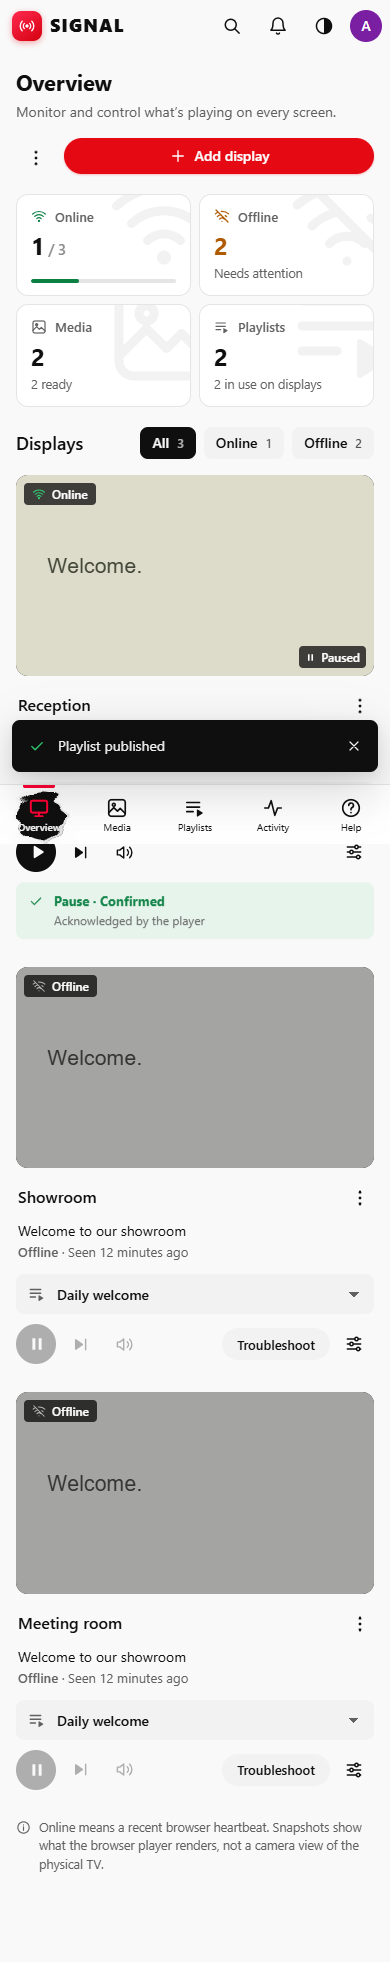 SIGNAL
A
Overview
Monitor and control what's playing on every screen.
Add display
Online
1 / 3
Offline
2
Needs attention
Media
2
2 ready
Playlists
2
2 in use on displays
Displays
All 3
Online 1
Offline 2
Online
Welcome.
Paused
Reception
Playlist published
Overview
Media
Playlists
Activity
Help
Pause · Confirmed
Acknowledged by the player
Offline
Welcome.
Showroom
Welcome to our showroom
Offline · Seen 12 minutes ago
Daily welcome
Troubleshoot
Offline
Welcome.
Meeting room
Welcome to our showroom
Offline · Seen 12 minutes ago
Daily welcome
Troubleshoot
Online means a recent browser heartbeat. Snapshots show
what the browser player renders, not a camera view of the
physical TV.